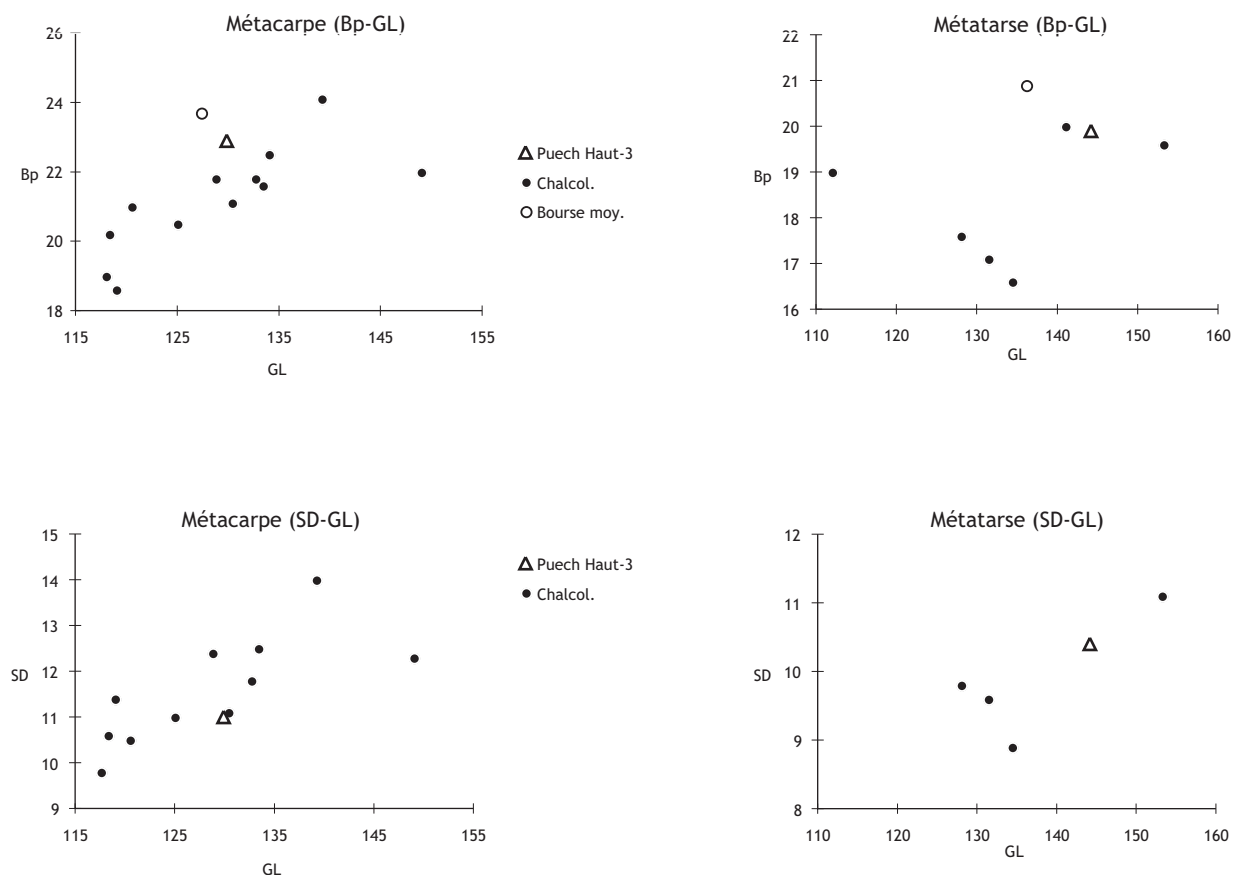 Métacarpe (Bp-GL)
26
24
22
20
18
Bp
115 125 135 145 155
GL
Puech Haut-3
Chalcol.
Bourse moy.
Métatarse (Bp-GL)
22
21
20
19
18
17
16
Bp
110 120 130 140 150 160
GL
Métacarpe (SD-GL)
15
14
13
12
11
10
9
SD
115 125 135 145 155
GL
Puech Haut-3
Chalcol.
Métatarse (SD-GL)
12
11
10
9
8
SD
110 120 130 140 150 160
GL